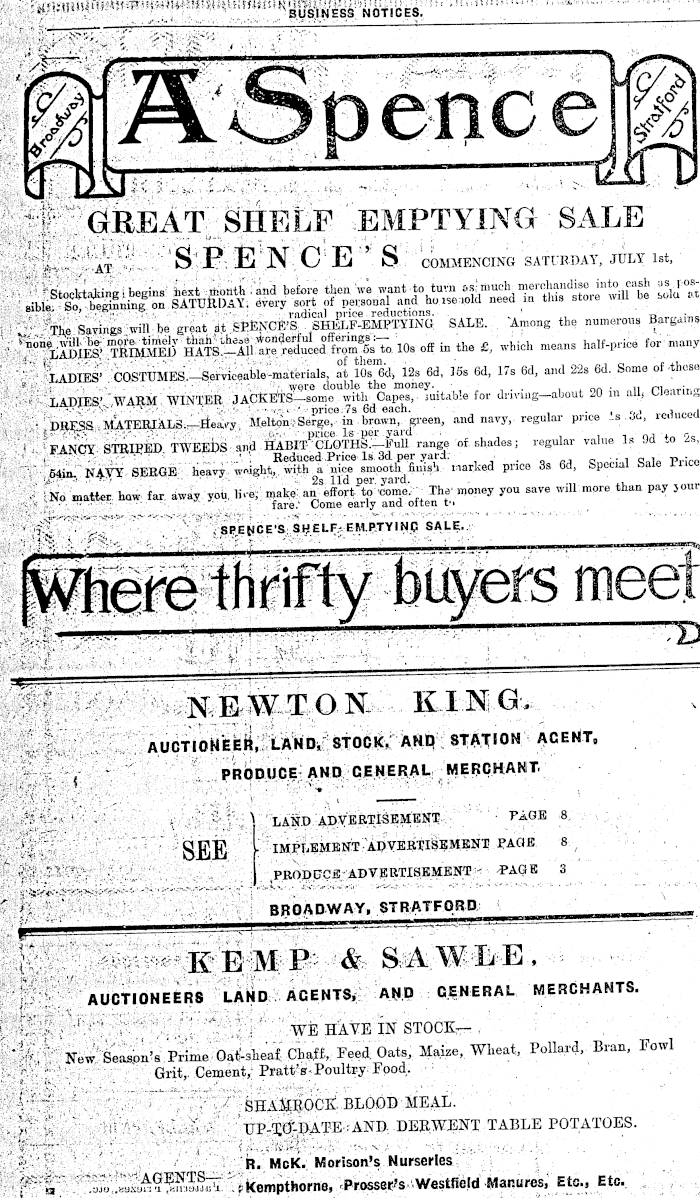 BUSINESS NOTICES.
Broadway
A Spence
Stratford
GREAT SHELF EMPTYING SALE
AT SPENCE'S COMMENCING SATURDAY, JULY 1st,
Stocktaking begins next month and before then we want to turn as much merchandise into cash as pos-
sible. So, beginning on SATURDAY, every sort of personal and household need in this store will be sold at
radical price reductions.
The Savings will be great at SPENCE'S SHELF-EMPTYING SALE. Among the numerous Bargains
none will be more timely than these wonderful offerings:—
LADIES' TRIMMED HATS.—All are reduced from 5s to 10s off in the £, which means half-price for many
of them.
LADIES' COSTUMES.—Serviceable materials, at 10s 6d, 12s 6d, 15s 6d, 17s 6d, and 22s 6d. Some of these
were double the money.
LADIES' WARM WINTER JACKETS—some with Capes, suitable for driving—about 20 in all, Clearing
price 7s 6d each.
DRESS MATERIALS.—Heavy Melton Serge, in brown, green, and navy, regular price 1s 3d, reduced
price 1s per yard
FANCY STRIPED TWEEDS and HABIT CLOTHS.—Full range of shades; regular value 1s 9d to 2s,
Reduced Price 1s 3d per yard.
54in. NAVY SERGE heavy weight, with a nice smooth finish marked price 3s 6d, Special Sale Price
2s 11d per yard.
No matter how far away you live, make an effort to come. The money you save will more than pay your
fare. Come early and often to
SPENCE'S SHELF-EMPTYING SALE.
Where thrifty buyers meet
NEWTON KING.
AUCTIONEER, LAND, STOCK, AND STATION AGENT,
PRODUCE AND GENERAL MERCHANT.
SEE
LAND ADVERTISEMENT PAGE 8
IMPLEMENT ADVERTISEMENT PAGE 8
PRODUCE ADVERTISEMENT PAGE 3
BROADWAY, STRATFORD
KEMP & SAWLE,
AUCTIONEERS LAND AGENTS, AND GENERAL MERCHANTS.
WE HAVE IN STOCK—
New Season's Prime Oat-sheaf Chaff, Feed Oats, Maize, Wheat, Pollard, Bran, Fowl
Grit, Cement, Pratt's Poultry Food.
SHAMROCK BLOOD MEAL.
UP-TO-DATE AND DERWENT TABLE POTATOES.
R. McK. Morison's Nurseries
AGENTS—
Kempthorne, Prosser's Westfield Manures, Etc., Etc.